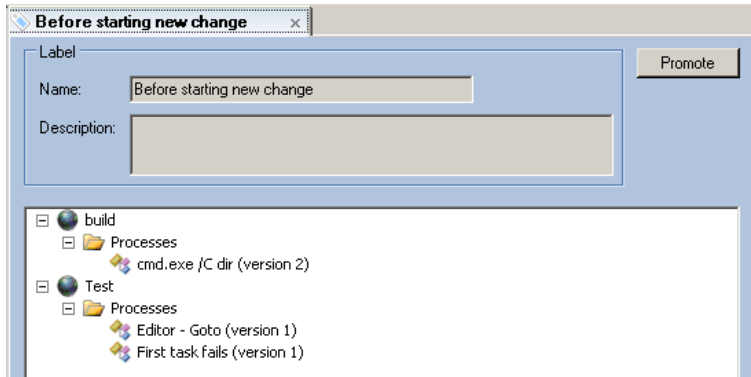 Before starting new change
Label
Promote
Name: Before starting new change
Description:
build
Processes
cmd.exe /C dir (version 2)
Test
Processes
Editor - Goto (version 1)
First task fails (version 1)